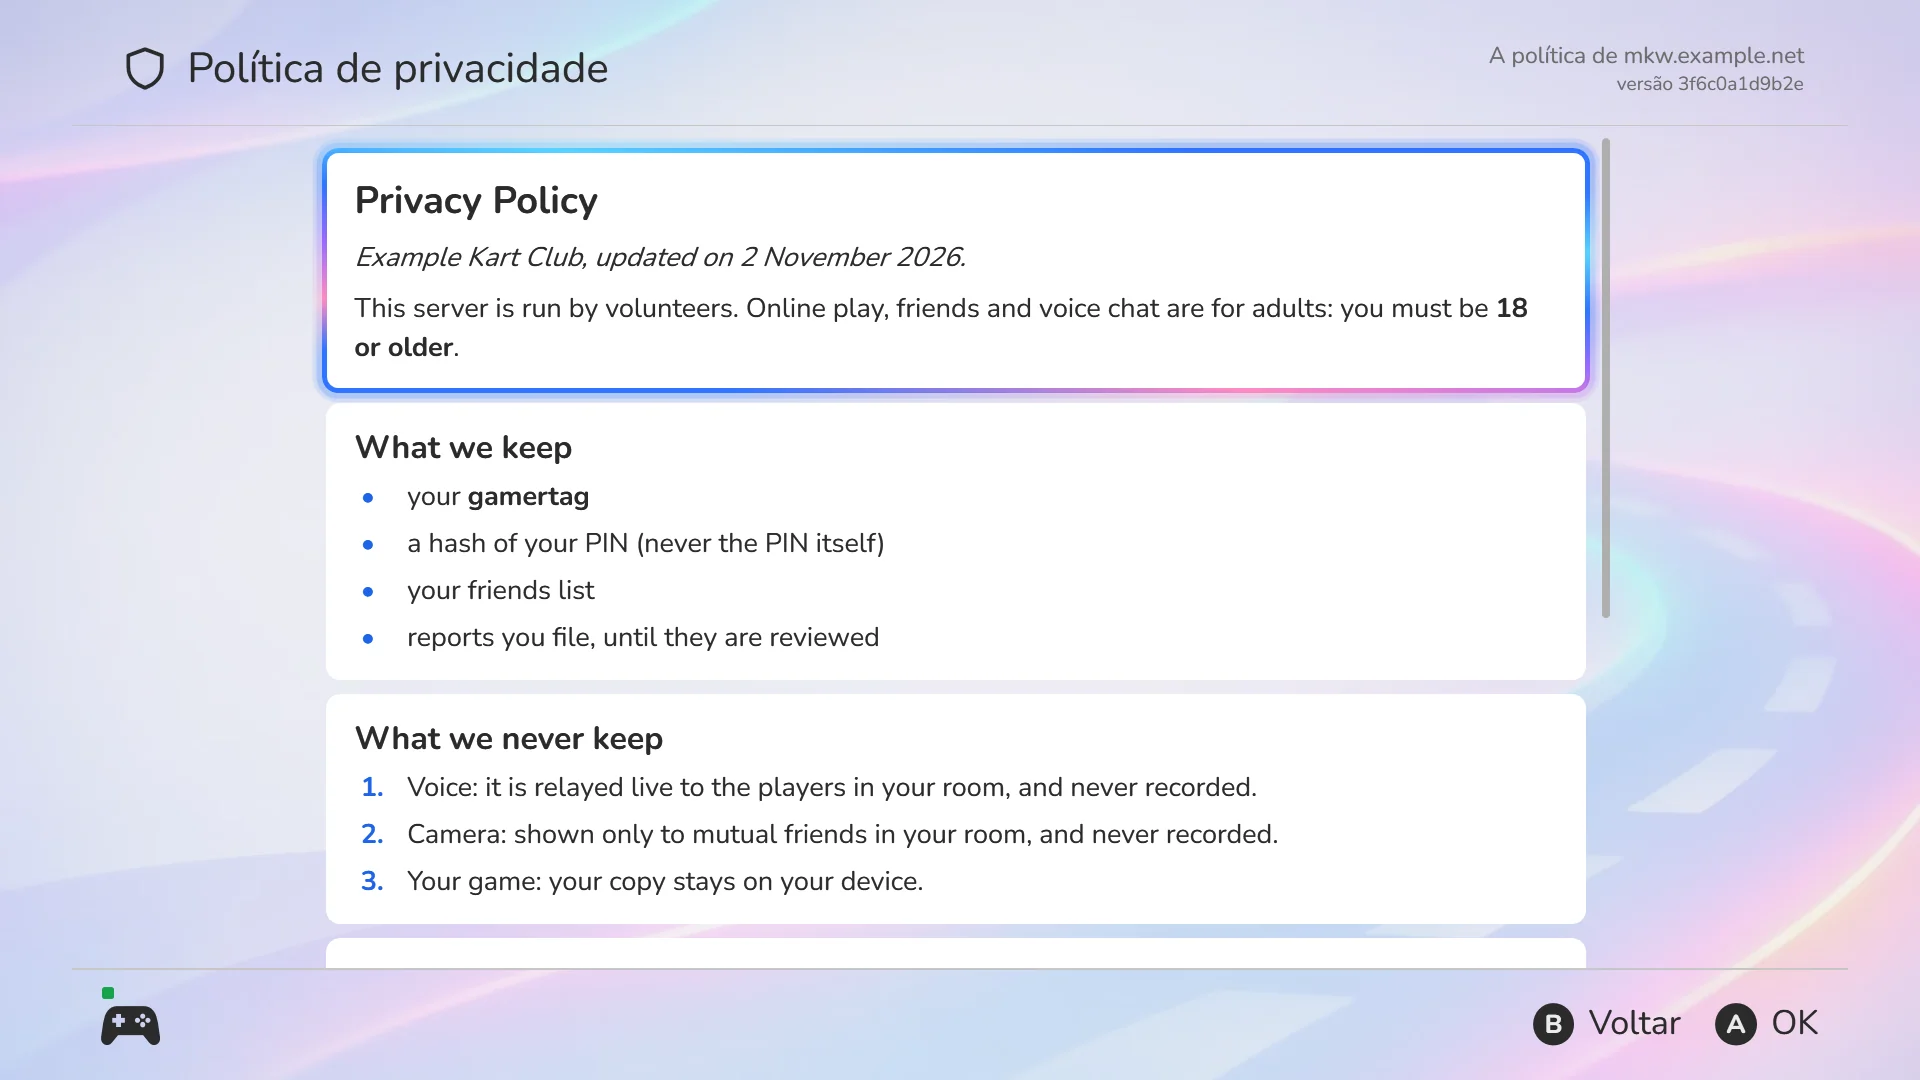 Política de privacidade
A política de mkw.example.net
versão 3f6c0a1d9b2e
Privacy Policy
Example Kart Club, updated on 2 November 2026.
This server is run by volunteers. Online play, friends and voice chat are for adults: you must be 18
or older.
What we keep
• your gamertag
• a hash of your PIN (never the PIN itself)
• your friends list
• reports you file, until they are reviewed
What we never keep
1. Voice: it is relayed live to the players in your room, and never recorded.
2. Camera: shown only to mutual friends in your room, and never recorded.
3. Your game: your copy stays on your device.
B Voltar A OK